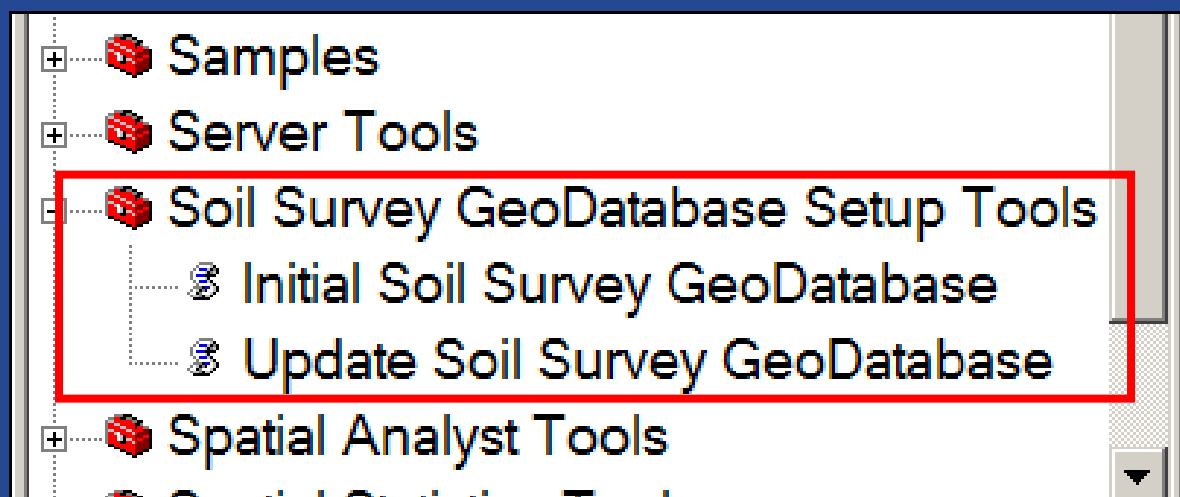 Samples
Server Tools
Soil Survey GeoDatabase Setup Tools
Initial Soil Survey GeoDatabase
Update Soil Survey GeoDatabase
Spatial Analyst Tools